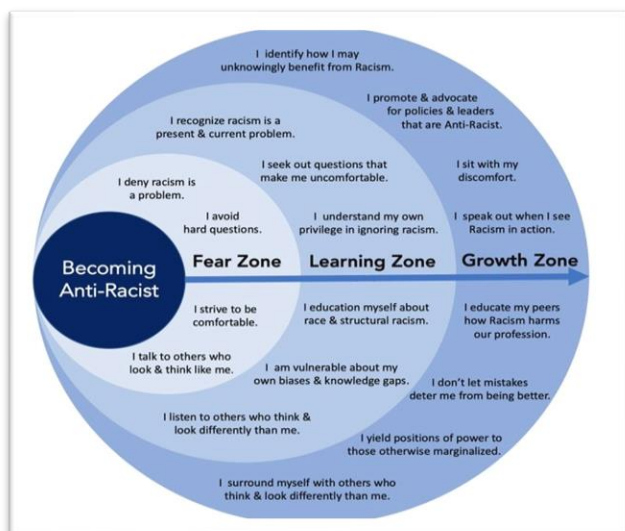 I identify how I may
unknowingly benefit from Racism.
I promote & advocate
for policies & leaders
that are Anti-Racist.
I recognize racism is a
present & current problem.
I seek out questions that
make me uncomfortable.
I sit with my
discomfort.
I deny racism is
a problem.
I avoid
hard questions.
I understand my own
privilege in ignoring racism.
I speak out when I see
Racism in action.
Becoming
Anti-Racist
Fear Zone
Learning Zone
Growth Zone
I strive to be
comfortable.
I education myself about
race & structural racism.
I educate my peers
how Racism harms
our profession.
I talk to others who
look & think like me.
I am vulnerable about my
own biases & knowledge gaps.
I don't let mistakes
deter me from being better.
I listen to others who think &
look differently than me.
I yield positions of power to
those otherwise marginalized.
I surround myself with others who
think & look differently than me.